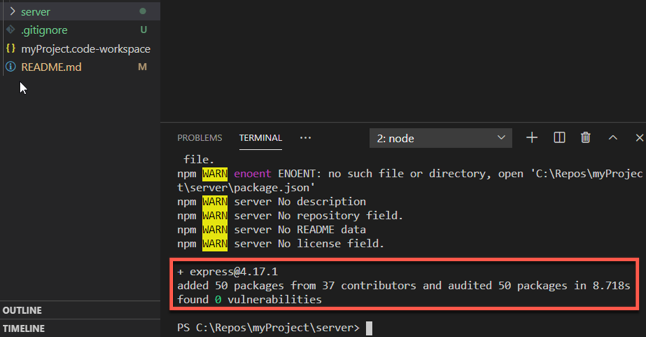 server
.gitignore U
{} myProject.code-workspace
README.md M
PROBLEMS TERMINAL ...
2: node
file.
npm WARN enoent ENOENT: no such file or directory, open 'C:\Repos\myProjec
t\server\package.json'
npm WARN server No description
npm WARN server No repository field.
npm WARN server No README data
npm WARN server No license field.
+ express@4.17.1
added 50 packages from 37 contributors and audited 50 packages in 8.718s
found 0 vulnerabilities
PS C:\Repos\myProject\server>
OUTLINE
TIMELINE